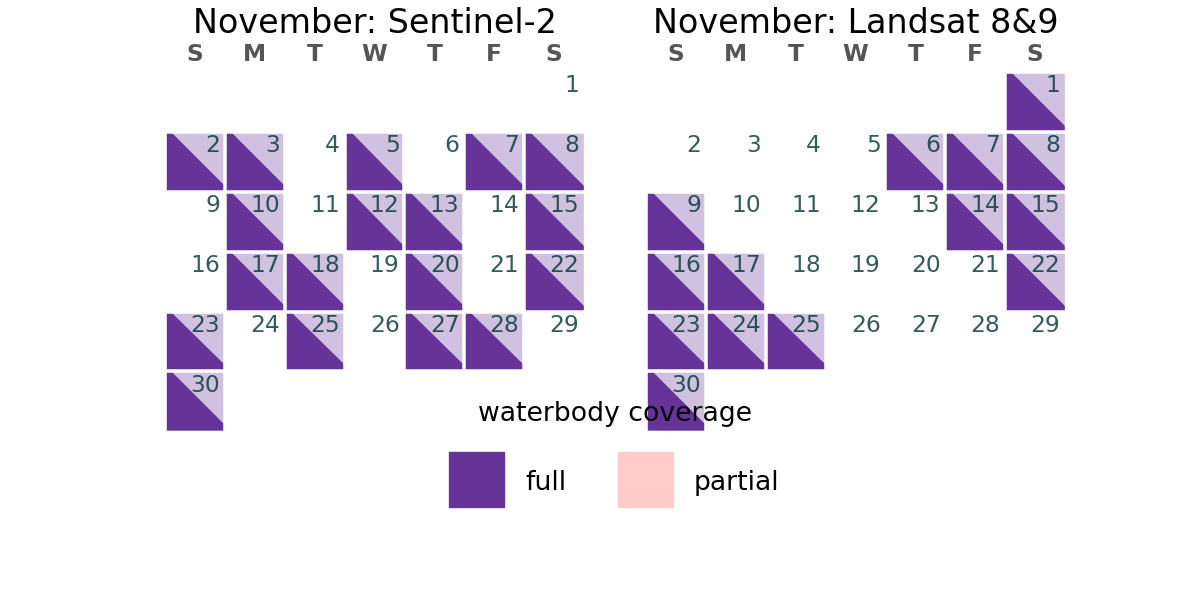 November: Sentinel-2
S M T W T F S
1
2 3 4 5 6 7 8
9 10 11 12 13 14 15
16 17 18 19 20 21 22
23 24 25 26 27 28 29
30
November: Landsat 8&9
S M T W T F S
1
2 3 4 5 6 7 8
9 10 11 12 13 14 15
16 17 18 19 20 21 22
23 24 25 26 27 28 29
30
waterbody coverage
full partial